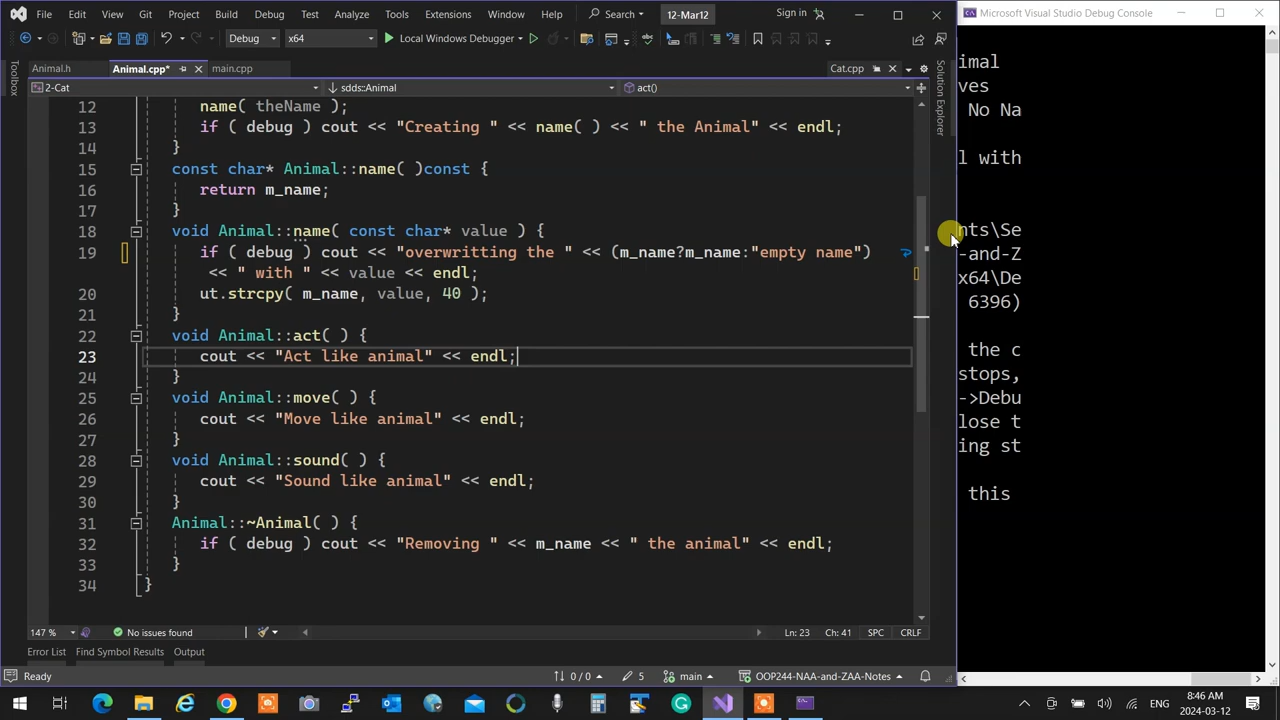 File Edit View Git Project Build Debug Test Analyze Tools Extensions Window Help Search 12-Mar12 Sign in
Debug x64 Local Windows Debugger
Toolbox
Animal.h Animal.cpp* main.cpp Cat.cpp
2-Cat sdds::Animal act()
12 name( theName );
13 if ( debug ) cout << "Creating " << name( ) << " the Animal" << endl;
14 }
15 const char* Animal::name( )const {
16 return m_name;
17 }
18 void Animal::name( const char* value ) {
19 if ( debug ) cout << "overwritting the " << (m_name?m_name:"empty name")
<< " with " << value << endl;
20 ut.strcpy( m_name, value, 40 );
21 }
22 void Animal::act( ) {
23 cout << "Act like animal" << endl;
24 }
25 void Animal::move( ) {
26 cout << "Move like animal" << endl;
27 }
28 void Animal::sound( ) {
29 cout << "Sound like animal" << endl;
30 }
31 Animal::~Animal( ) {
32 if ( debug ) cout << "Removing " << m_name << " the animal" << endl;
33 }
34 }
147 % No issues found Ln: 23 Ch: 41 SPC CRLF
Error List Find Symbol Results Output
Ready 0 / 0 5 main OOP244-NAA-and-ZAA-Notes
Solution Explorer
Microsoft Visual Studio Debug Console
imal
ves
No Na
l with
nts\Se
-and-Z
x64\De
6396)
the c
stops,
->Debu
lose t
ing st
this
ENG 8:46 AM
2024-03-12